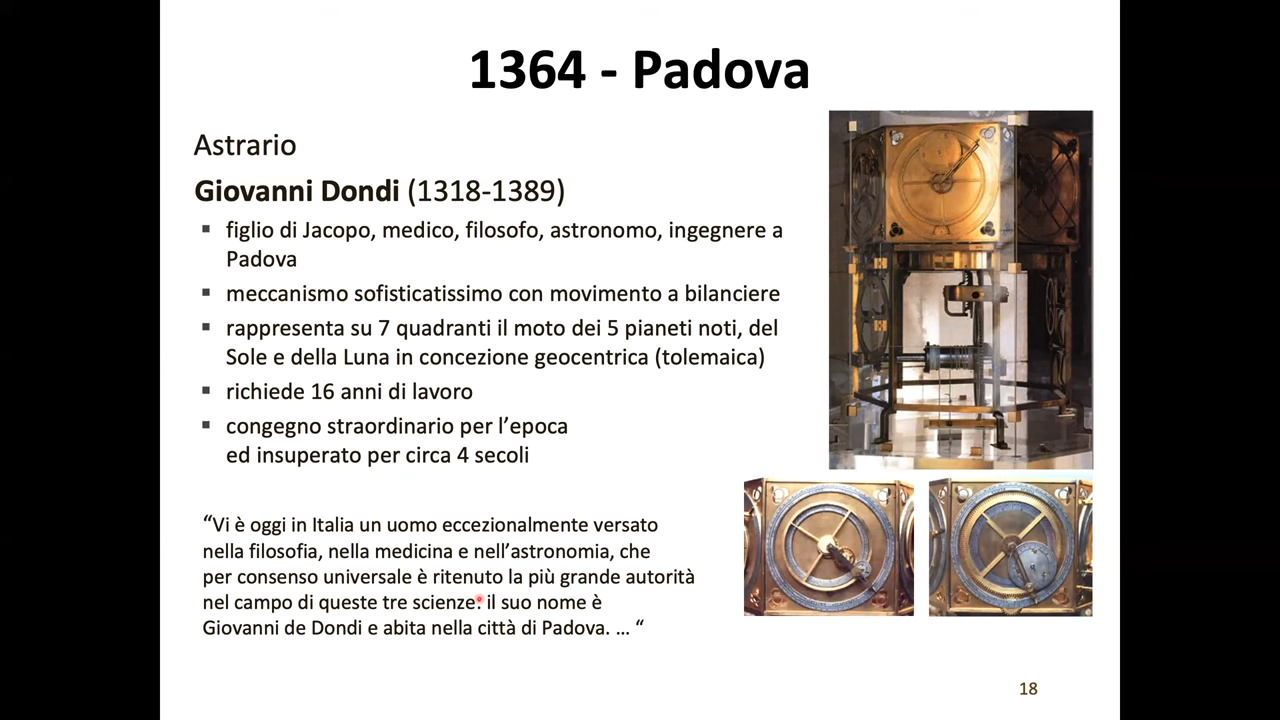 1364 - Padova
Astrario
Giovanni Dondi (1318-1389)
▪ figlio di Jacopo, medico, filosofo, astronomo, ingegnere a
Padova
▪ meccanismo sofisticatissimo con movimento a bilanciere
▪ rappresenta su 7 quadranti il moto dei 5 pianeti noti, del
Sole e della Luna in concezione geocentrica (tolemaica)
▪ richiede 16 anni di lavoro
▪ congegno straordinario per l’epoca
ed insuperato per circa 4 secoli
“Vi è oggi in Italia un uomo eccezionalmente versato
nella filosofia, nella medicina e nell’astronomia, che
per consenso universale è ritenuto la più grande autorità
nel campo di queste tre scienze: il suo nome è
Giovanni de Dondi e abita nella città di Padova. … “
18